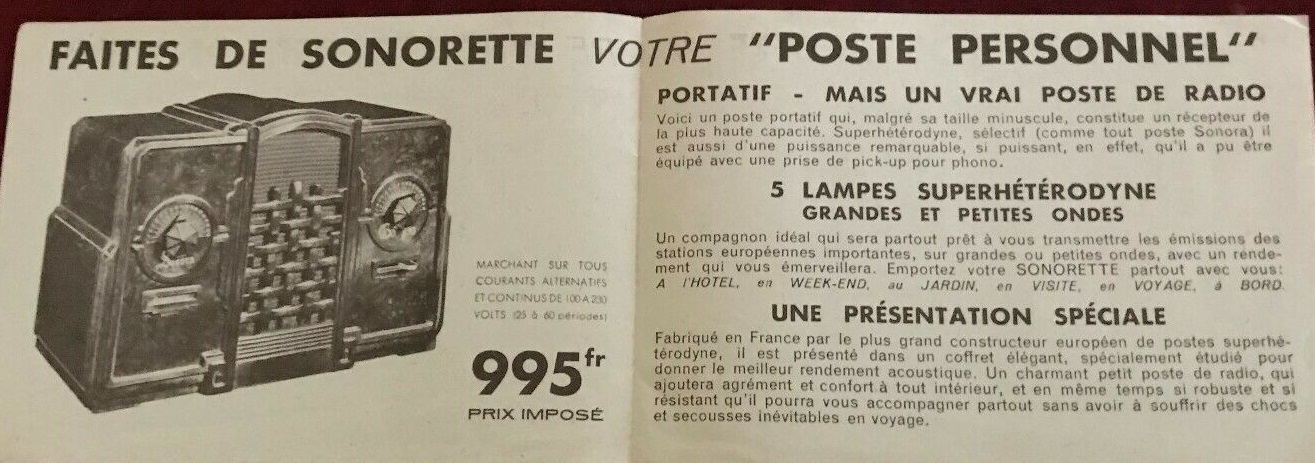 FAITES DE SONORETTE VOTRE "POSTE PERSONNEL"
MARCHANT SUR TOUS
COURANTS ALTERNATIFS
ET CONTINUS DE 100 A 230
VOLTS (25 à 60 périodes)
995fr
PRIX IMPOSÉ
PORTATIF - MAIS UN VRAI POSTE DE RADIO
Voici un poste portatif qui, malgré sa taille minuscule, constitue un récepteur de
la plus haute capacité. Superhétérodyne, sélectif (comme tout poste Sonora) il
est aussi d'une puissance remarquable, si puissant, en effet, qu'il a pu être
équipé avec une prise de pick-up pour phono.
5 LAMPES SUPERHÉTÉRODYNE
GRANDES ET PETITES ONDES
Un compagnon idéal qui sera partout prêt à vous transmettre les émissions des
stations européennes importantes, sur grandes ou petites ondes, avec un rende-
ment qui vous émerveillera. Emportez votre SONORETTE partout avec vous:
A l'HOTEL, en WEEK-END, au JARDIN, en VISITE, en VOYAGE, à BORD.
UNE PRÉSENTATION SPÉCIALE
Fabriqué en France par le plus grand constructeur européen de postes superhé-
térodyne, il est présenté dans un coffret élégant, spécialement étudié pour
donner le meilleur rendement acoustique. Un charmant petit poste de radio, qui
ajoutera agrément et confort à tout intérieur, et en même temps si robuste et si
résistant qu'il pourra vous accompagner partout sans avoir à souffrir des chocs
et secousses inévitables en voyage.